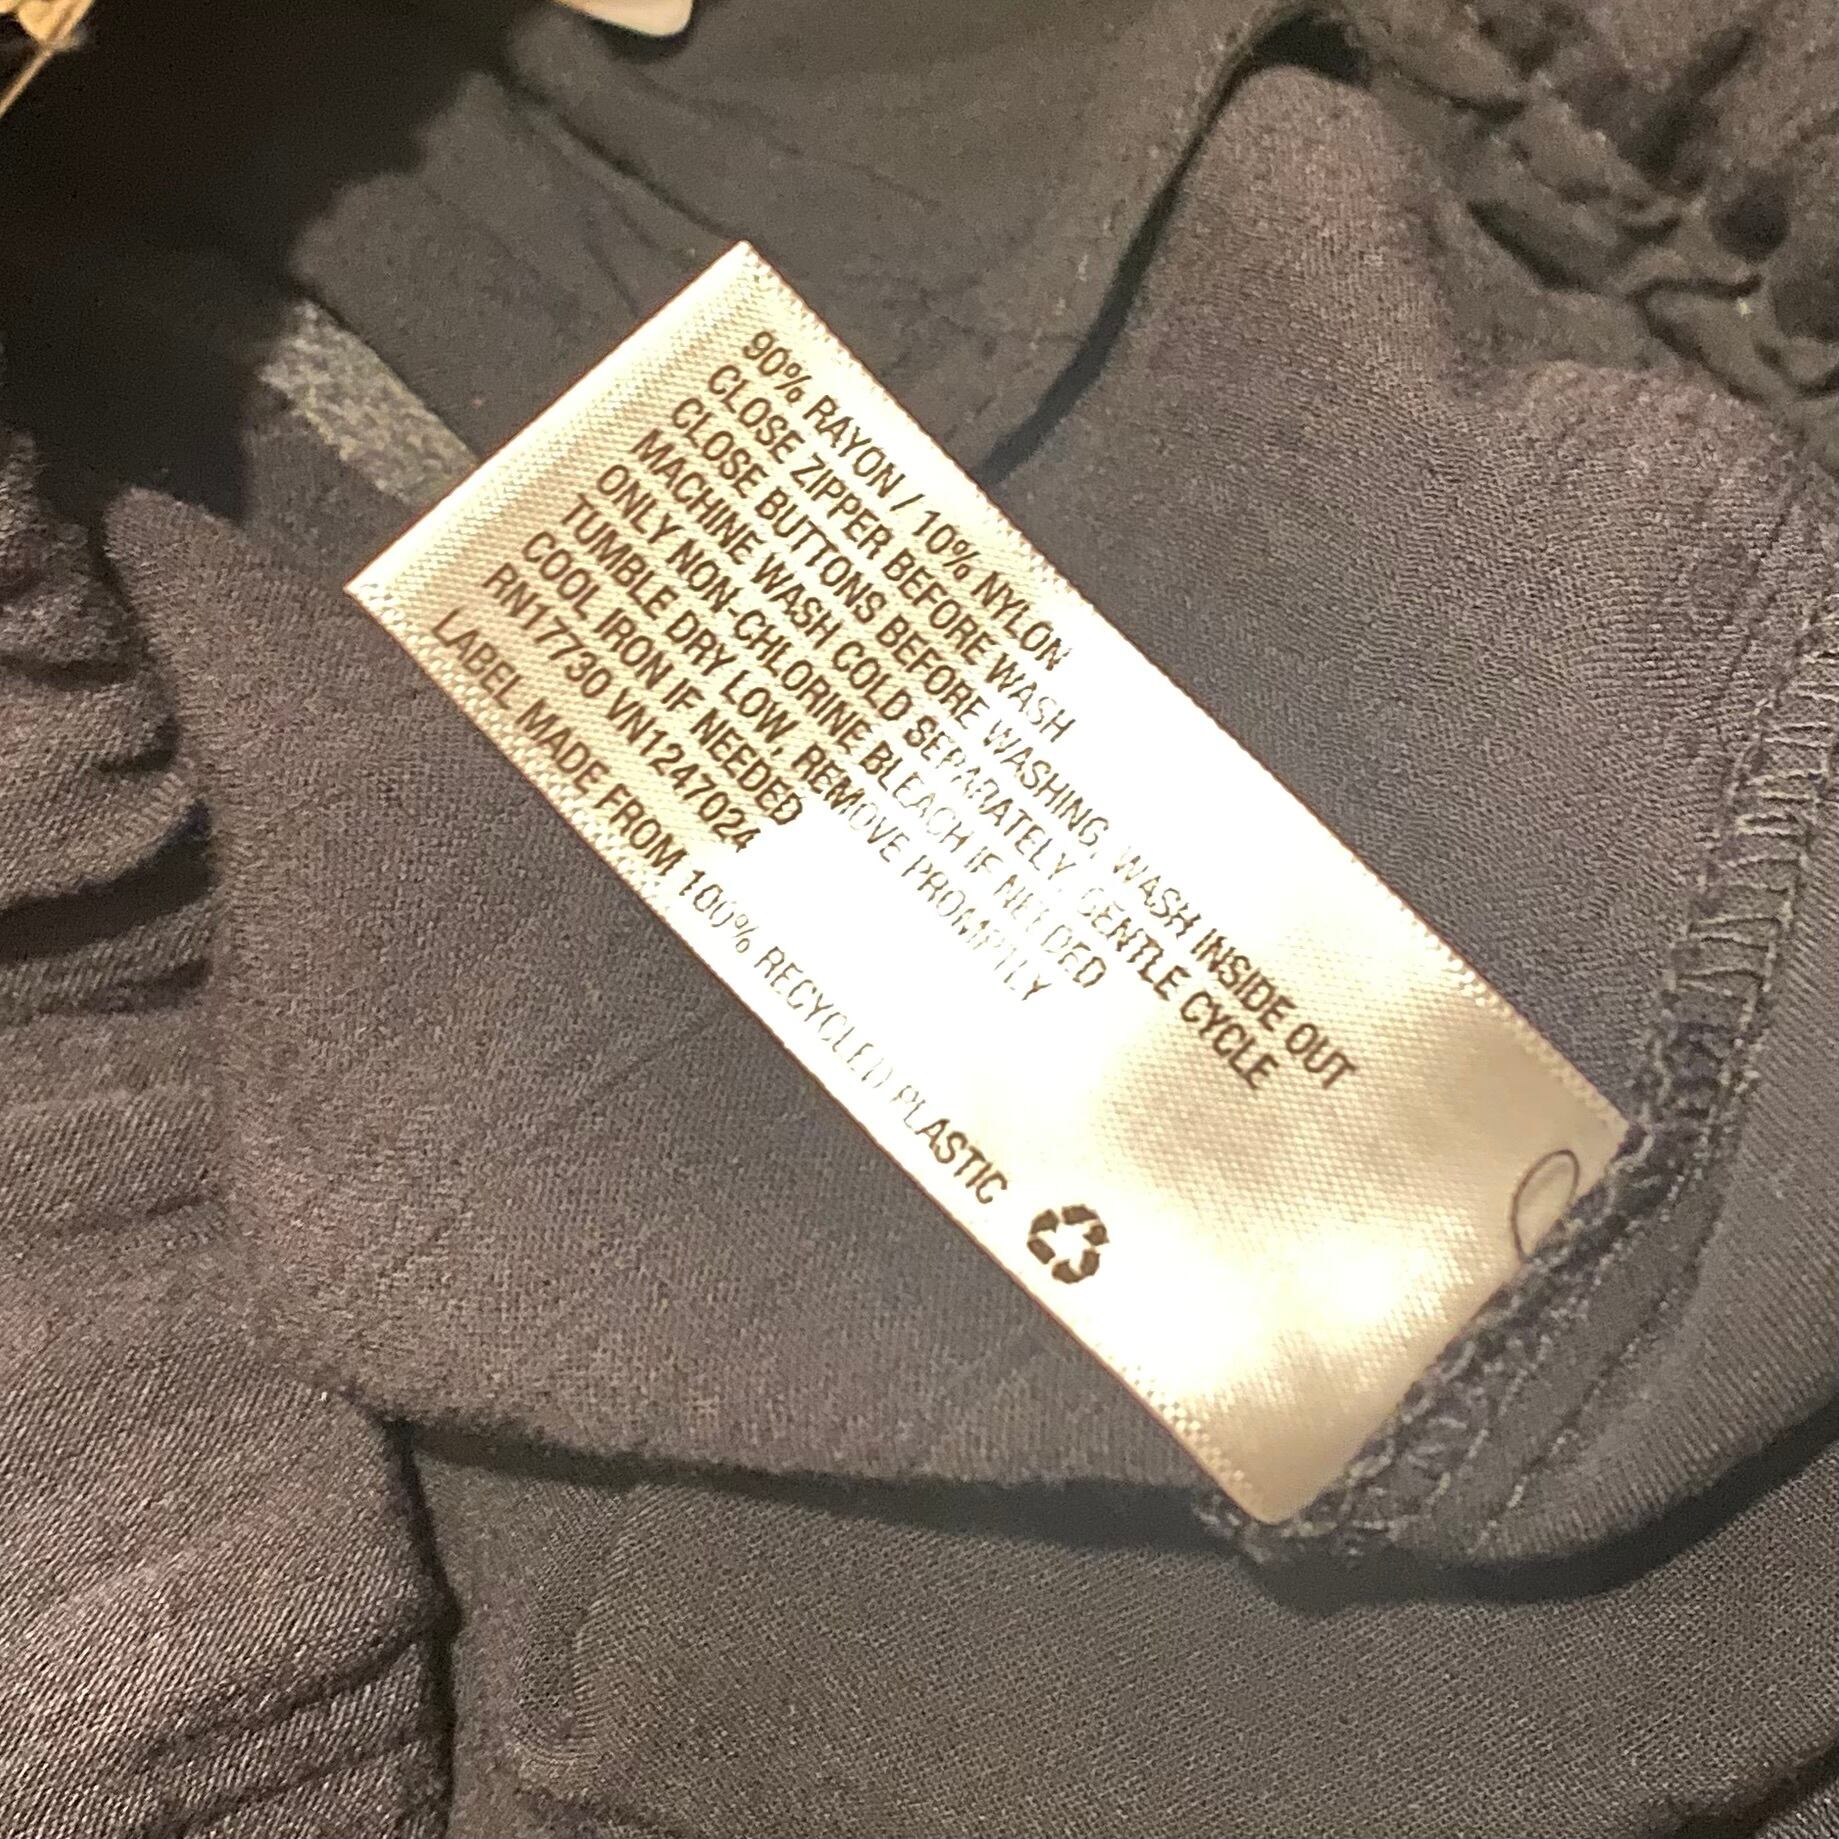 90% RAYON / 10% NYLON
CLOSE ZIPPER BEFORE WASH
CLOSE BUTTONS BEFORE WASHING, WASH INSIDE OUT
MACHINE WASH COLD SEPARATELY, GENTLE CYCLE
ONLY NON-CHLORINE BLEACH IF NEEDED
TUMBLE DRY LOW, REMOVE PROMPTLY
COOL IRON IF NEEDED
RN17730 VN1247024
LABEL MADE FROM 100% RECYCLED PLASTIC